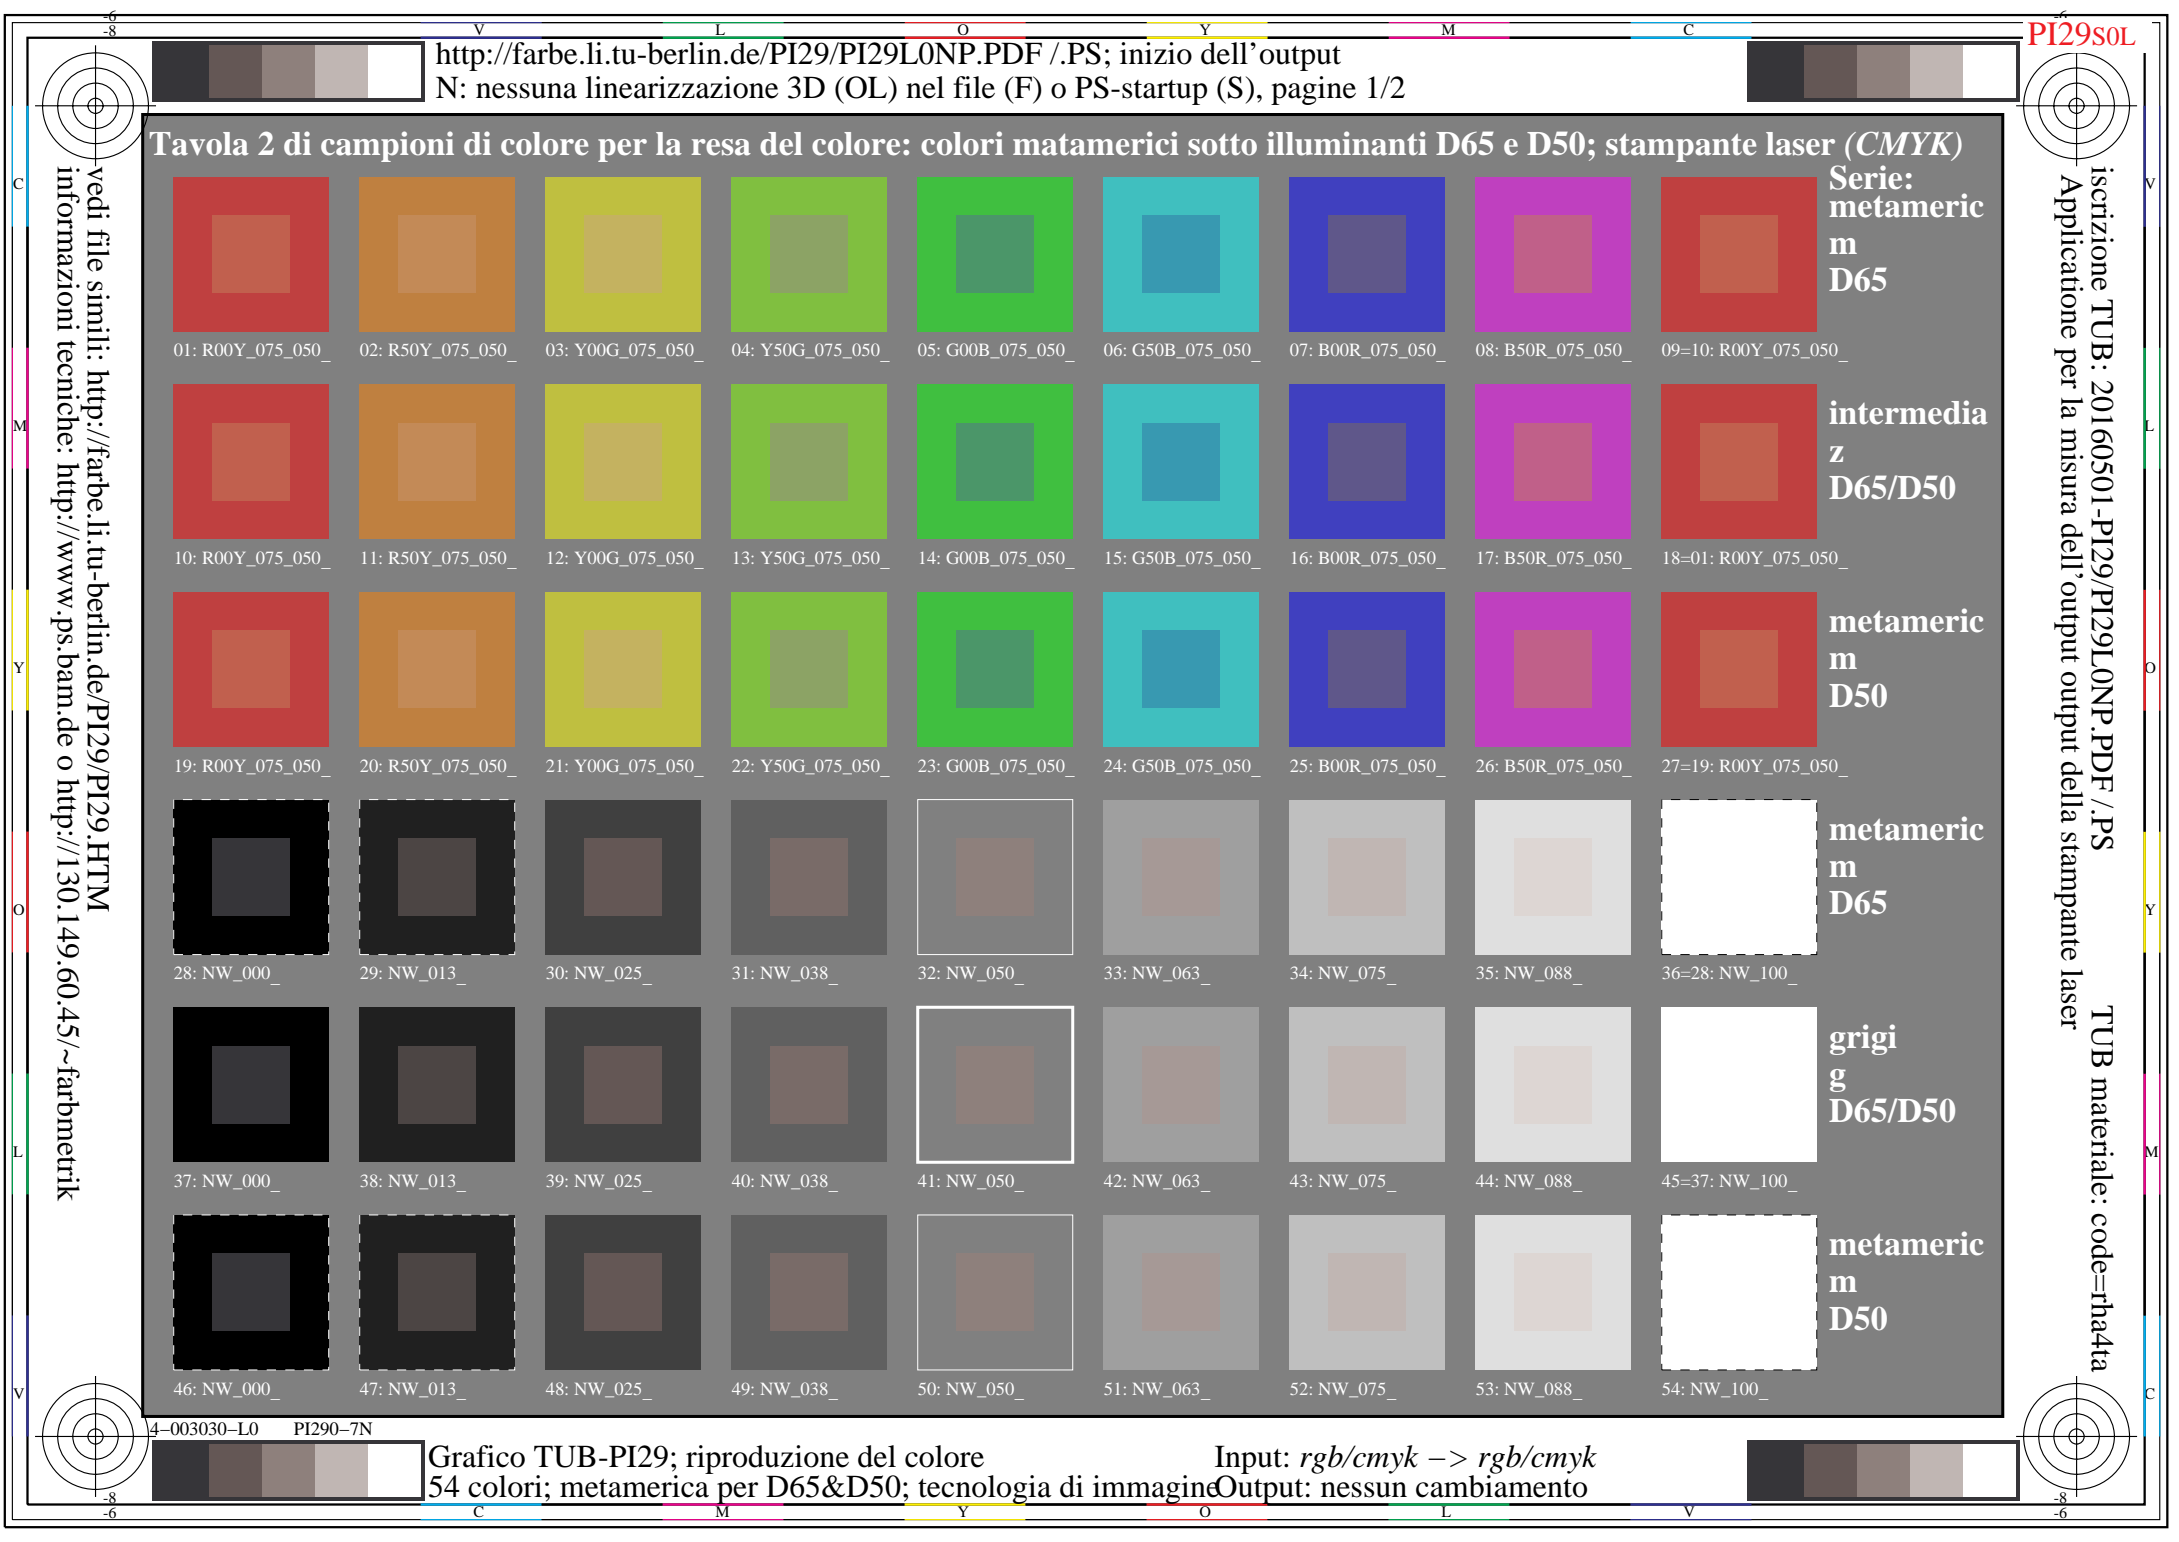 -6
-8
V L O Y M C
-6
PI29S0L
http://farbe.li.tu-berlin.de/PI29/PI29L0NP.PDF /.PS; inizio dell'output
N: nessuna linearizzazione 3D (OL) nel file (F) o PS-startup (S), pagine 1/2
Tavola 2 di campioni di colore per la resa del colore: colori matamerici sotto illuminanti D65 e D50; stampante laser (CMYK)
Serie:
metameric
m
D65
01: R00Y_075_050_ 02: R50Y_075_050_ 03: Y00G_075_050_ 04: Y50G_075_050_ 05: G00B_075_050_ 06: G50B_075_050_ 07: B00R_075_050_ 08: B50R_075_050_ 09=10: R00Y_075_050_
intermedia
z
D65/D50
10: R00Y_075_050_ 11: R50Y_075_050_ 12: Y00G_075_050_ 13: Y50G_075_050_ 14: G00B_075_050_ 15: G50B_075_050_ 16: B00R_075_050_ 17: B50R_075_050_ 18=01: R00Y_075_050_
metameric
m
D50
19: R00Y_075_050_ 20: R50Y_075_050_ 21: Y00G_075_050_ 22: Y50G_075_050_ 23: G00B_075_050_ 24: G50B_075_050_ 25: B00R_075_050_ 26: B50R_075_050_ 27=19: R00Y_075_050_
metameric
m
D65
28: NW_000_ 29: NW_013_ 30: NW_025_ 31: NW_038_ 32: NW_050_ 33: NW_063_ 34: NW_075_ 35: NW_088_ 36=28: NW_100_
grigi
g
D65/D50
37: NW_000_ 38: NW_013_ 39: NW_025_ 40: NW_038_ 41: NW_050_ 42: NW_063_ 43: NW_075_ 44: NW_088_ 45=37: NW_100_
metameric
m
D50
46: NW_000_ 47: NW_013_ 48: NW_025_ 49: NW_038_ 50: NW_050_ 51: NW_063_ 52: NW_075_ 53: NW_088_ 54: NW_100_
4-003030-L0 PI290-7N
Grafico TUB-PI29; riproduzione del colore
54 colori; metamerica per D65&D50; tecnologia di immagine
Input: rgb/cmyk -> rgb/cmyk
Output: nessun cambiamento
-8
-6
C M Y O L V
-8
-6
vedi file simili: http://farbe.li.tu-berlin.de/PI29/PI29.HTM
informazioni tecniche: http://www.ps.bam.de o http://130.149.60.45/~farbmetrik
iscrizione TUB: 20160501-PI29/PI29L0NP.PDF /.PS TUB materiale: code=rha4ta
Applicatione per la misura dell'output output della stampante laser
C
M
Y
O
L
V
V
L
O
Y
M
C